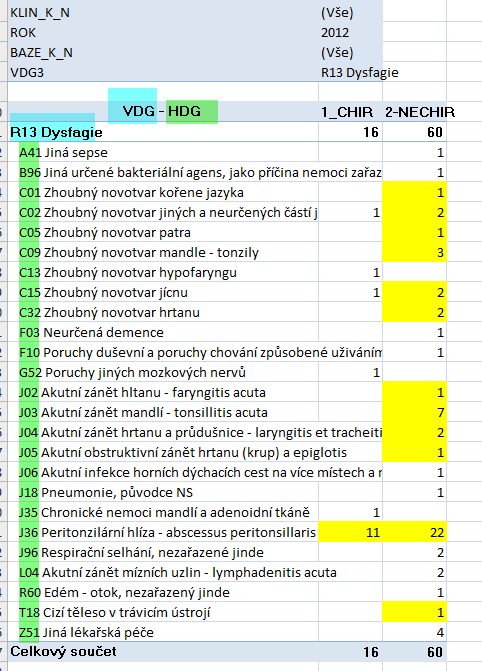 KLIN_K_N (Vše)
ROK 2012
BAZE_K_N (Vše)
VDG3 R13 Dysfagie
VDG - HDG 1_CHIR 2-NECHIR
R13 Dysfagie 16 60
A41 Jiná sepse 1
B96 Jiná určené bakteriální agens, jako příčina nemoci zařaz 1
C01 Zhoubný novotvar kořene jazyka 1
C02 Zhoubný novotvar jiných a neurčených částí j 1 2
C05 Zhoubný novotvar patra 1
C09 Zhoubný novotvar mandle - tonzily 3
C13 Zhoubný novotvar hypofaryngu 1
C15 Zhoubný novotvar jícnu 1 2
C32 Zhoubný novotvar hrtanu 2
F03 Neurčená demence 1
F10 Poruchy duševní a poruchy chování způsobené užíváním 1
G52 Poruchy jiných mozkových nervů 1
J02 Akutní zánět hltanu - faryngitis acuta 1
J03 Akutní zánět mandlí - tonsillitis acuta 7
J04 Akutní zánět hrtanu a průdušnice - laryngitis et tracheiti 2
J05 Akutní obstruktivní zánět hrtanu (krup) a epiglotis 1
J06 Akutní infekce horních dýchacích cest na více místech a n 1
J18 Pneumonie, původce NS 1
J35 Chronické nemoci mandlí a adenoidní tkáně 1
J36 Peritonzilární hlíza - abscessus peritonsillaris 11 22
J96 Respirační selhání, nezařazené jinde 2
L04 Akutní zánět mízních uzlin - lymphadenitis acuta 2
R60 Edém - otok, nezařazený jinde 1
T18 Cizí těleso v trávicím ústrojí 1
Z51 Jiná lékařská péče 4
Celkový součet 16 60